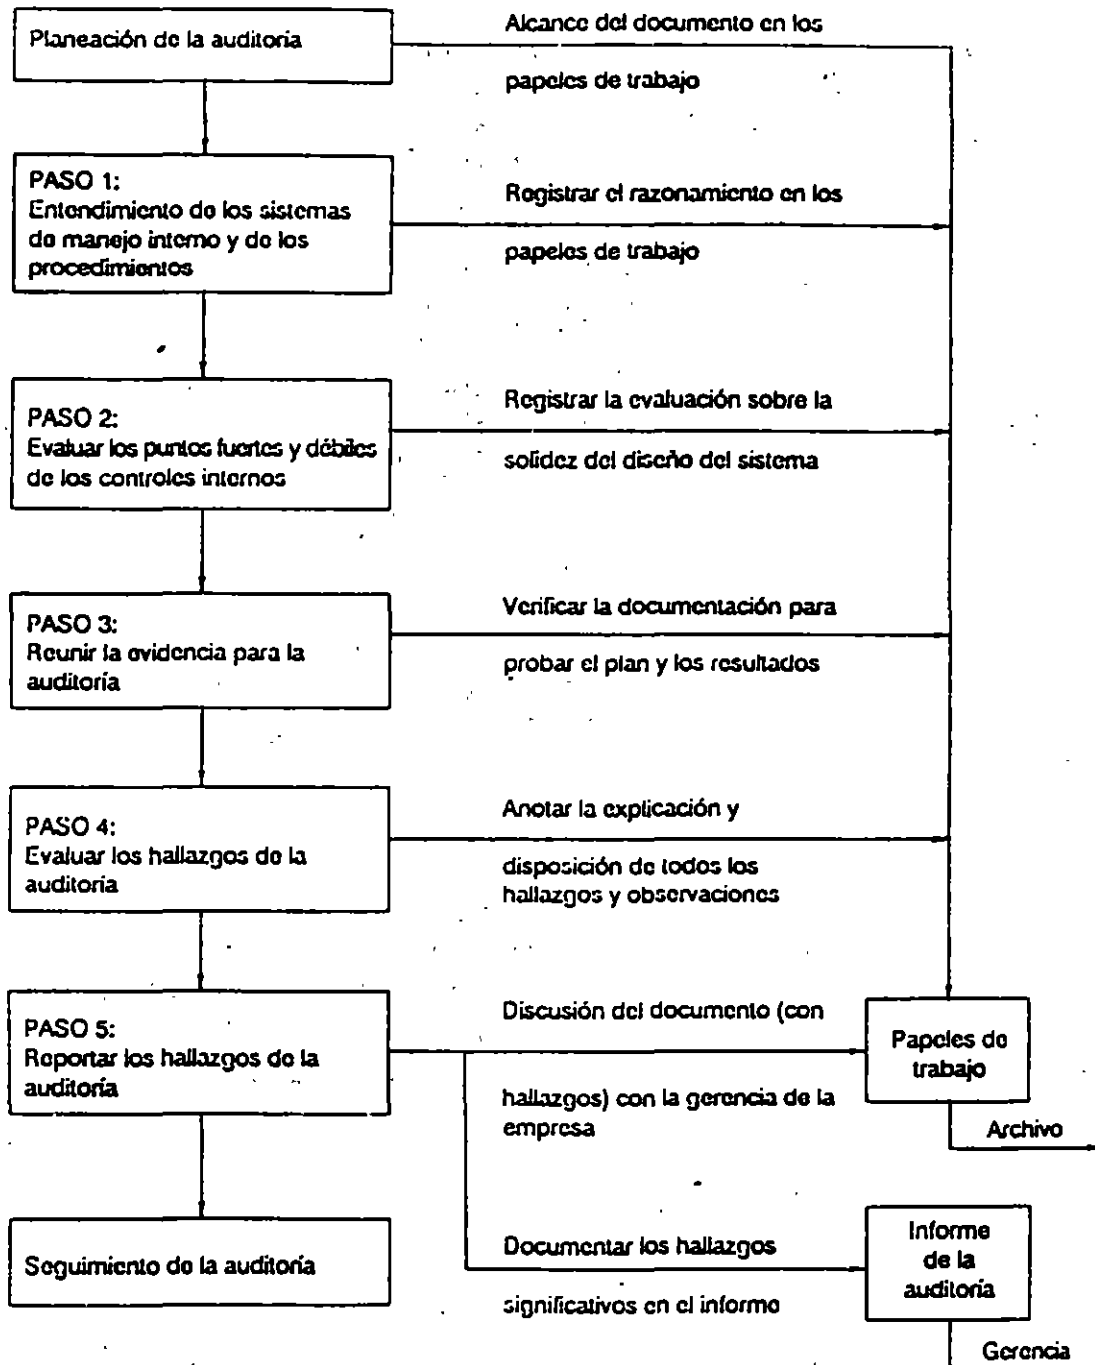 Planeación de la auditoría
Alcance del documento en los
papeles de trabajo
PASO 1:
Entendimiento de los sistemas
de manejo interno y de los
procedimientos
Registrar el razonamiento en los
papeles de trabajo
PASO 2:
Evaluar los puntos fuertes y débiles
de los controles internos
Registrar la evaluación sobre la
solidez del diseño del sistema
PASO 3:
Reunir la evidencia para la
auditoría
Verificar la documentación para
probar el plan y los resultados
PASO 4:
Evaluar los hallazgos de la
auditoría
Anotar la explicación y
disposición de todos los
hallazgos y observaciones
PASO 5:
Reportar los hallazgos de la
auditoría
Discusión del documento (con
hallazgos) con la gerencia de la
empresa
Papeles de
trabajo
Archivo
Seguimiento de la auditoría
Documentar los hallazgos
significativos en el informe
Informe
de la
auditoría
Gerencia